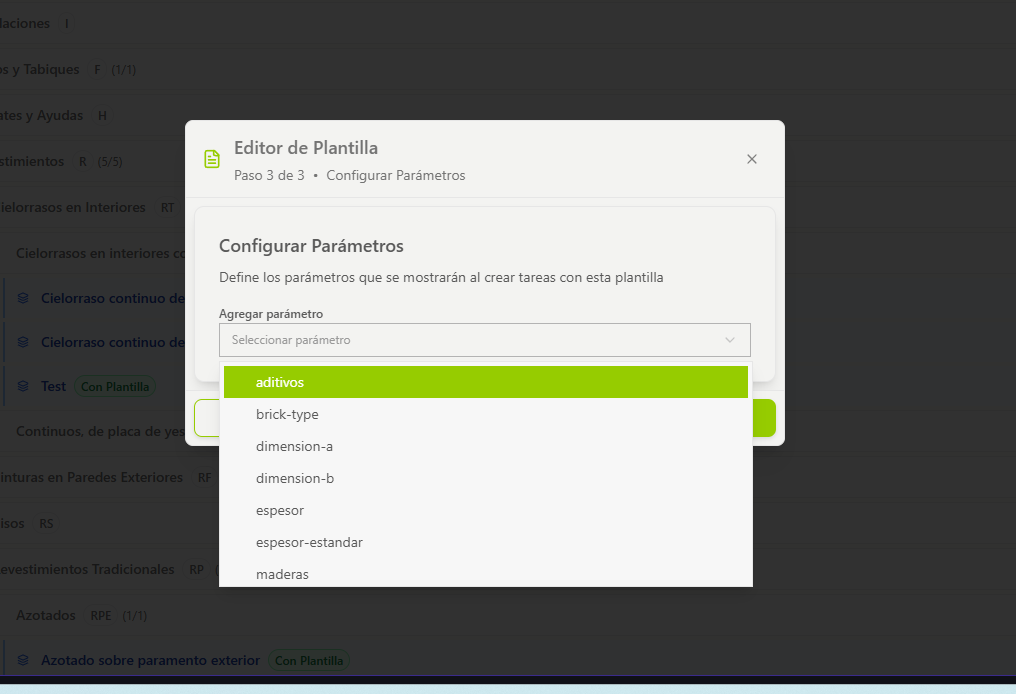 laciones I
os y Tabiques F (1/1)
ntes y Ayudas H
stimientos R (5/5)
ielorrasos en Interiores RT
Cielorrasos en interiores co
Cielorraso continuo de
Cielorraso continuo de
Test Con Plantilla
Continuos, de placa de yes
inturas en Paredes Exteriores RF
isos RS
evestimientos Tradicionales RP (
Azotados RPE (1/1)
Azotado sobre paramento exterior Con Plantilla
Editor de Plantilla
Paso 3 de 3 • Configurar Parámetros
Configurar Parámetros
Define los parámetros que se mostrarán al crear tareas con esta plantilla
Agregar parámetro
Seleccionar parámetro
aditivos
brick-type
dimension-a
dimension-b
espesor
espesor-estandar
maderas